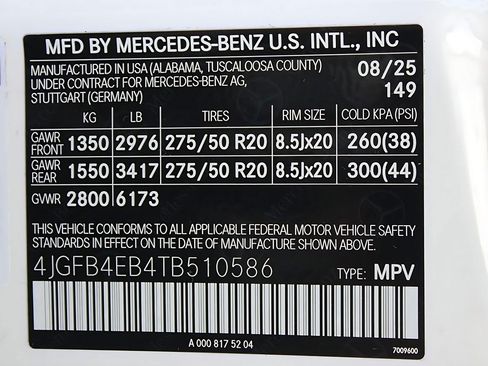 MFD BY MERCEDES-BENZ U.S. INTL., INC
MANUFACTURED IN USA (ALABAMA, TUSCALOOSA COUNTY) 08/25
UNDER CONTRACT FOR MERCEDES-BENZ AG,
STUTTGART (GERMANY) 149
KG LB TIRES RIM SIZE COLD KPA (PSI)
GAWR FRONT 1350 2976 275/50 R20 8.5Jx20 260(38)
GAWR REAR 1550 3417 275/50 R20 8.5Jx20 300(44)
GVWR 2800 6173
THIS VEHICLE CONFORMS TO ALL APPLICABLE FEDERAL MOTOR VEHICLE SAFETY
STANDARDS IN EFFECT ON THE DATE OF MANUFACTURE SHOWN ABOVE.
4JGFB4EB4TB510586 TYPE: MPV
A 000 817 52 04
7009600